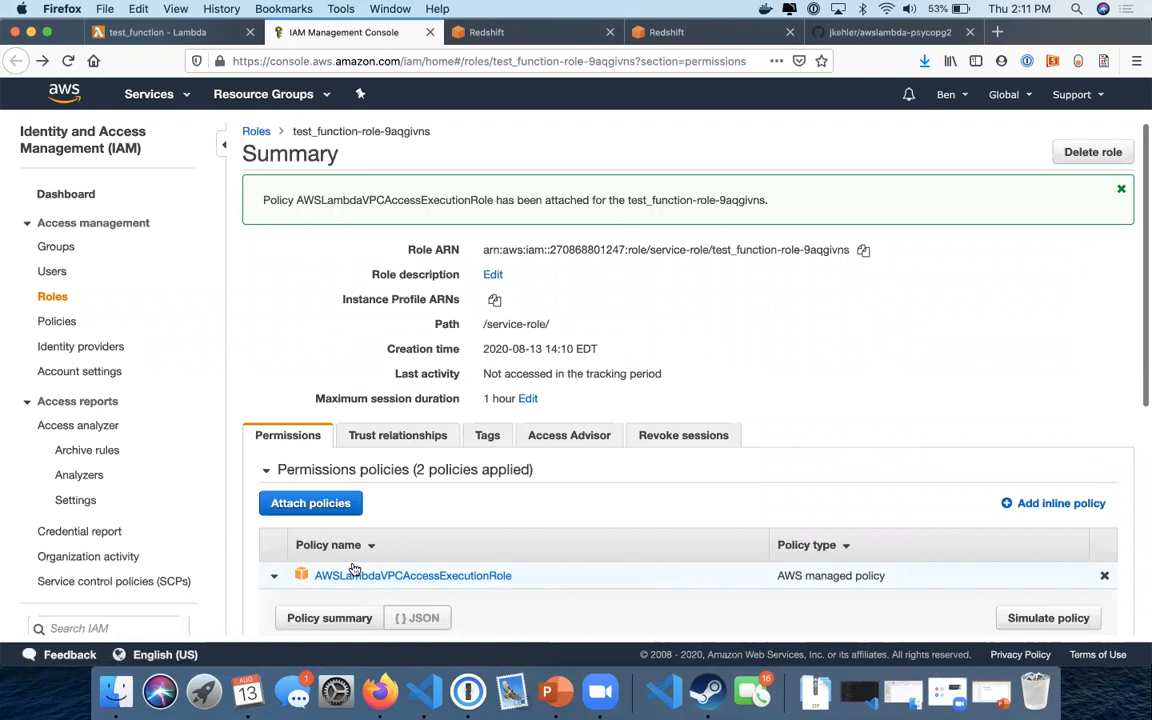 Firefox File Edit View History Bookmarks Tools Window Help 53% Thu 2:11 PM
test_function - Lambda IAM Management Console Redshift Redshift jkehler/awslambda-psycopg2
https://console.aws.amazon.com/iam/home#/roles/test_function-role-9aqgivns?section=permissions
aws Services Resource Groups Ben Global Support
Identity and Access
Management (IAM)
Dashboard
Access management
Groups
Users
Roles
Policies
Identity providers
Account settings
Access reports
Access analyzer
Archive rules
Analyzers
Settings
Credential report
Organization activity
Service control policies (SCPs)
Search IAM
Roles > test_function-role-9aqgivns
Summary
Delete role
Policy AWSLambdaVPCAccessExecutionRole has been attached for the test_function-role-9aqgivns.
Role ARN arn:aws:iam::270868801247:role/service-role/test_function-role-9aqgivns
Role description Edit
Instance Profile ARNs
Path /service-role/
Creation time 2020-08-13 14:10 EDT
Last activity Not accessed in the tracking period
Maximum session duration 1 hour Edit
Permissions Trust relationships Tags Access Advisor Revoke sessions
Permissions policies (2 policies applied)
Attach policies Add inline policy
Policy name Policy type
AWSLambdaVPCAccessExecutionRole AWS managed policy
Policy summary { } JSON Simulate policy
Feedback English (US) © 2008 - 2020, Amazon Web Services, Inc. or its affiliates. All rights reserved. Privacy Policy Terms of Use
AUG
13
1
16
ZIP